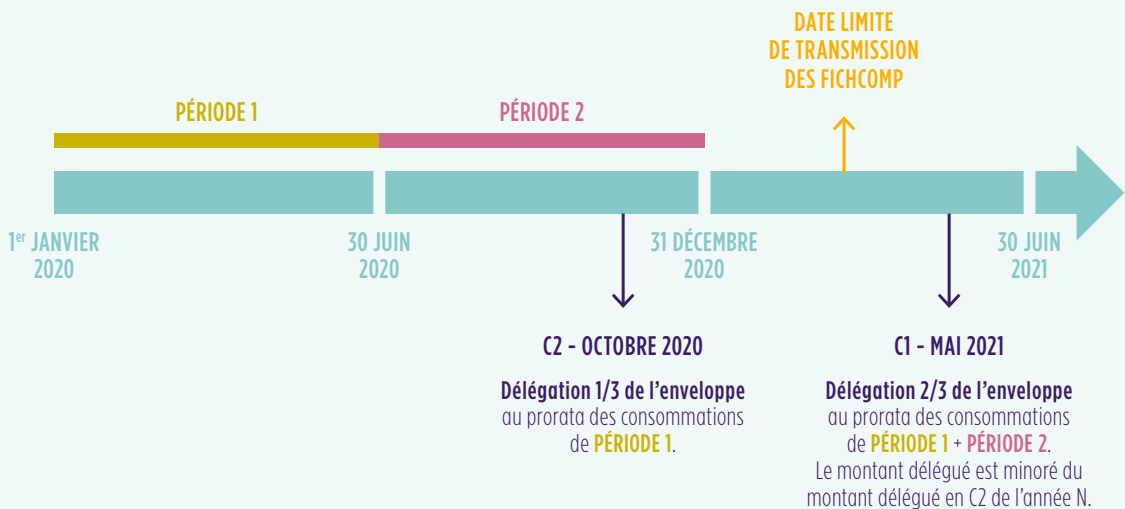 DATE LIMITE
DE TRANSMISSION
DES FICHCOMP
PÉRIODE 1
PÉRIODE 2
1er JANVIER
2020
30 JUIN
2020
31 DÉCEMBRE
2020
30 JUIN
2021
C2 - OCTOBRE 2020
Délégation 1/3 de l’enveloppe
au prorata des consommations
de PÉRIODE 1.
C1 - MAI 2021
Délégation 2/3 de l’enveloppe
au prorata des consommations
de PÉRIODE 1 + PÉRIODE 2.
Le montant délégué est minoré du
montant délégué en C2 de l’année N.